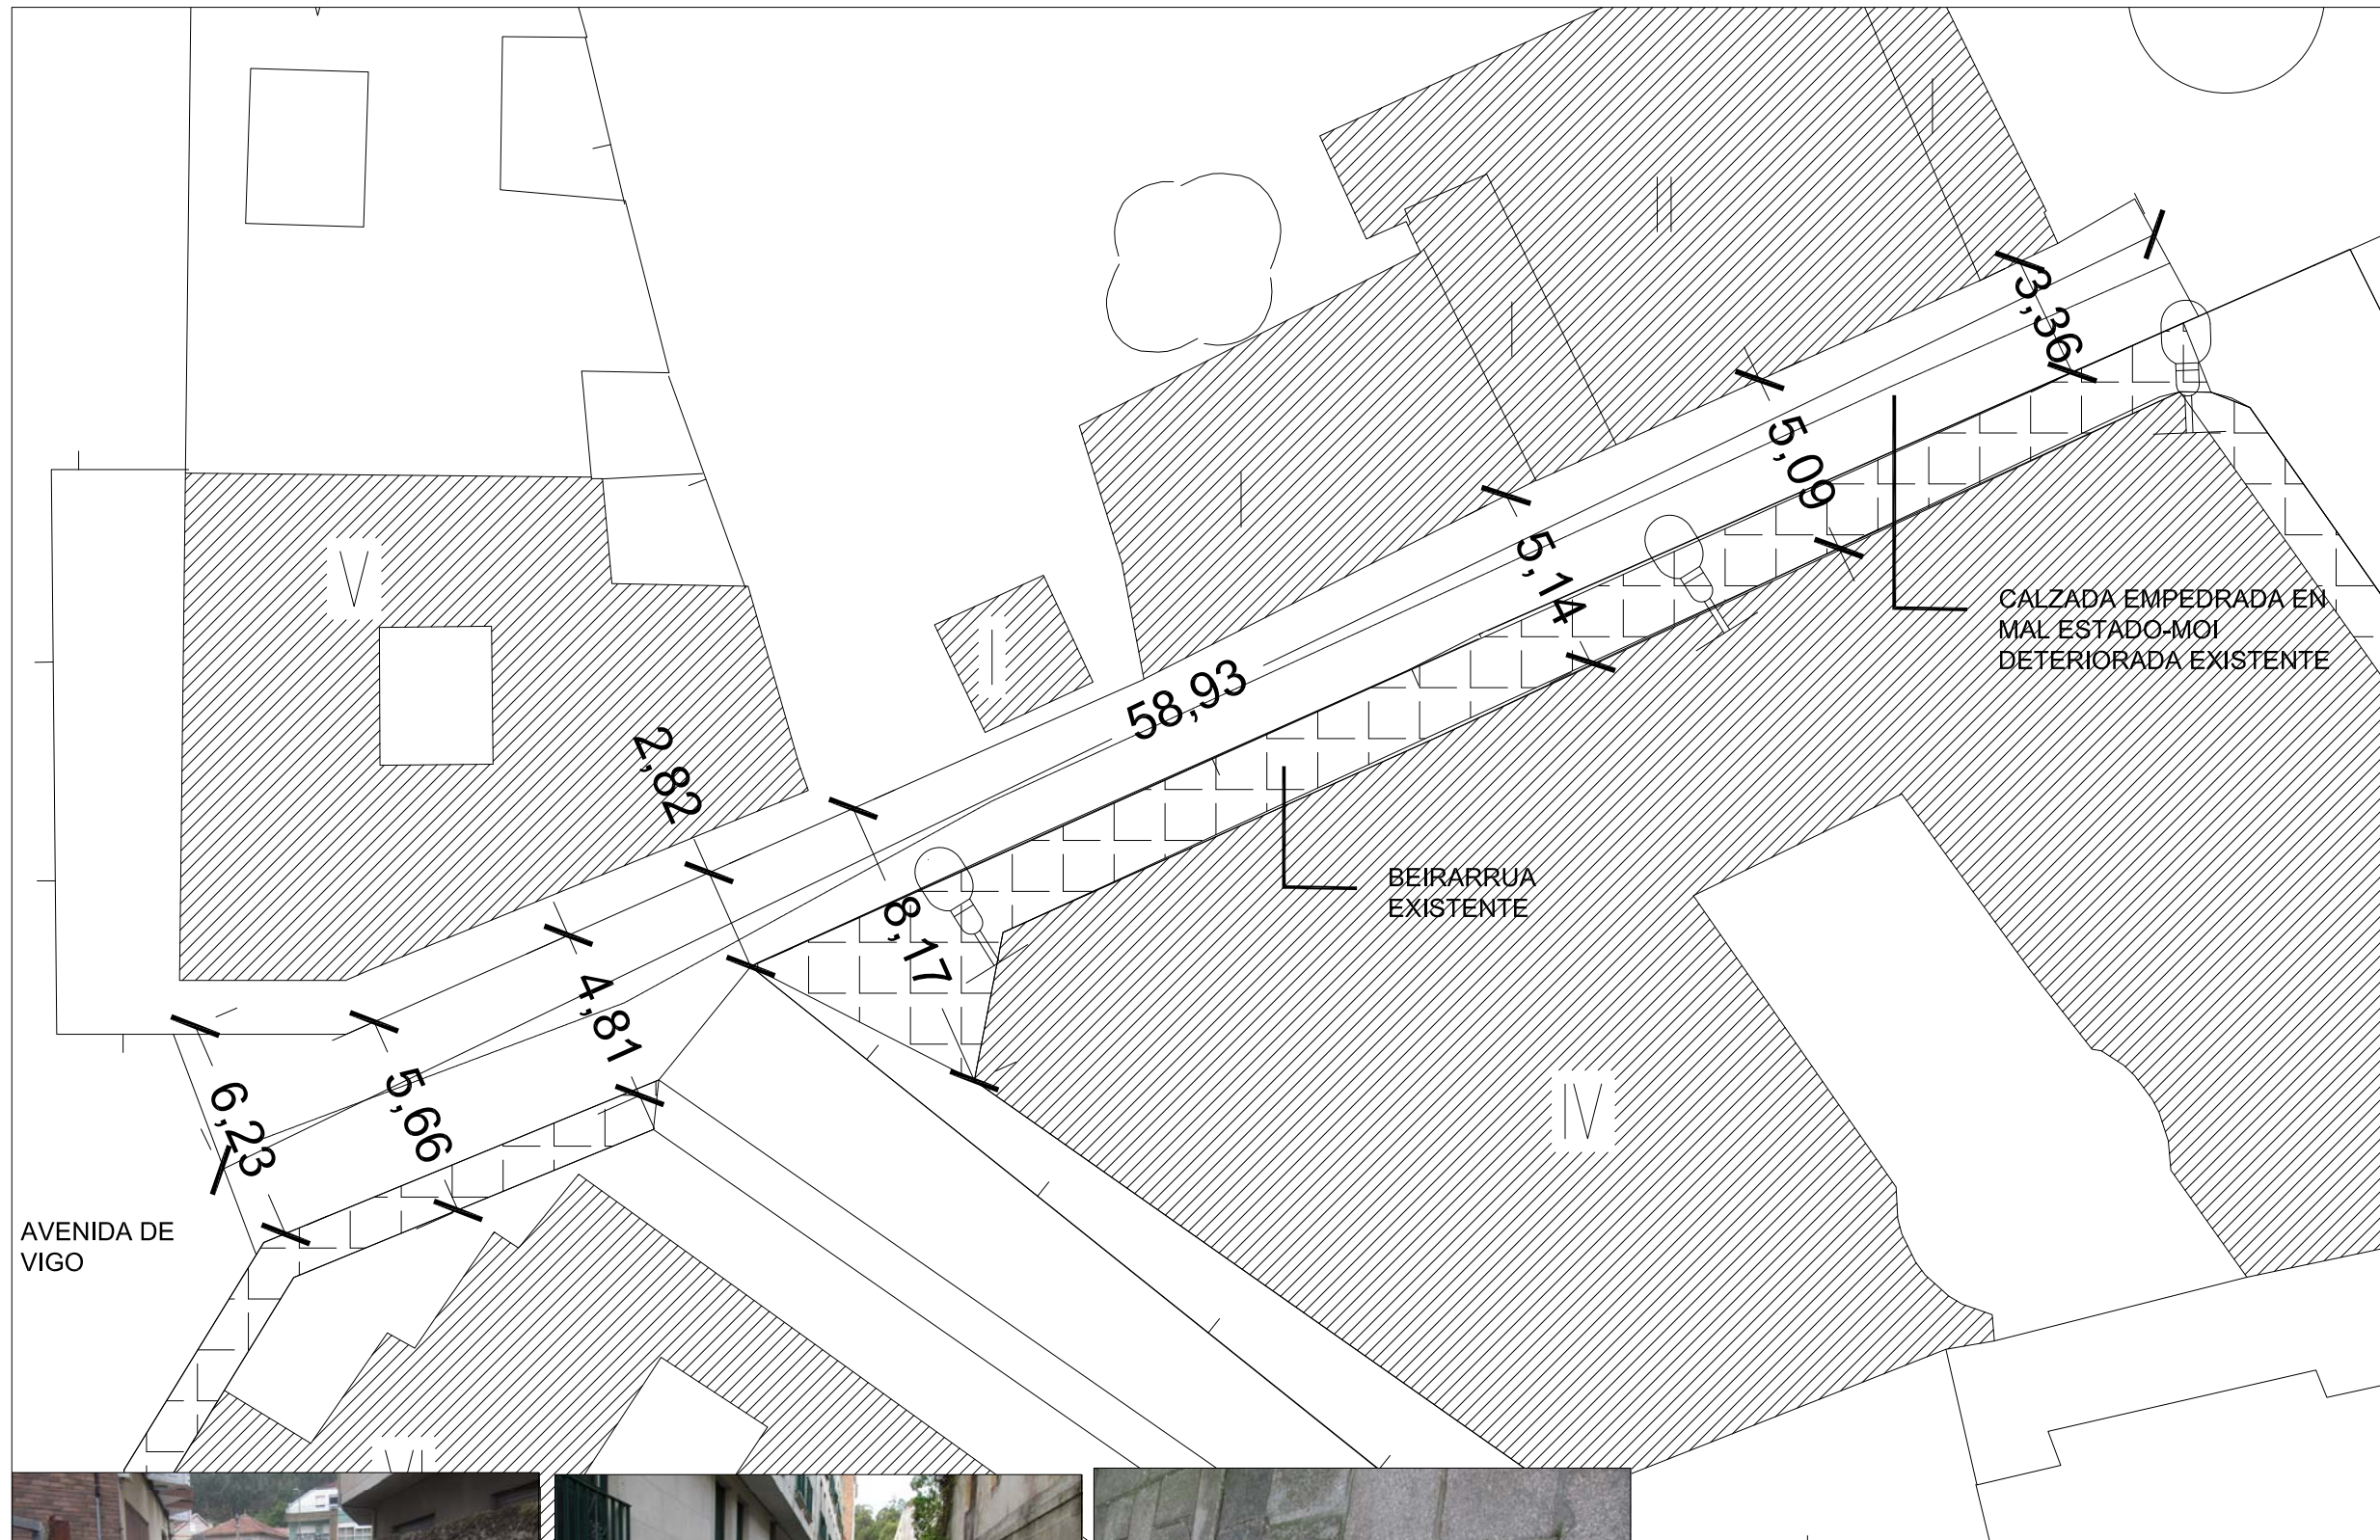 3,36
5,09
5,14
CALZADA EMPEDRADA EN
MAL ESTADO-MOI
DETERIORADA EXISTENTE
V
II
I
I
I
I
58,93
2,82
BEIRARRUA
EXISTENTE
8,17
4,81
5,66
6,23
IV
AVENIDA DE
VIGO